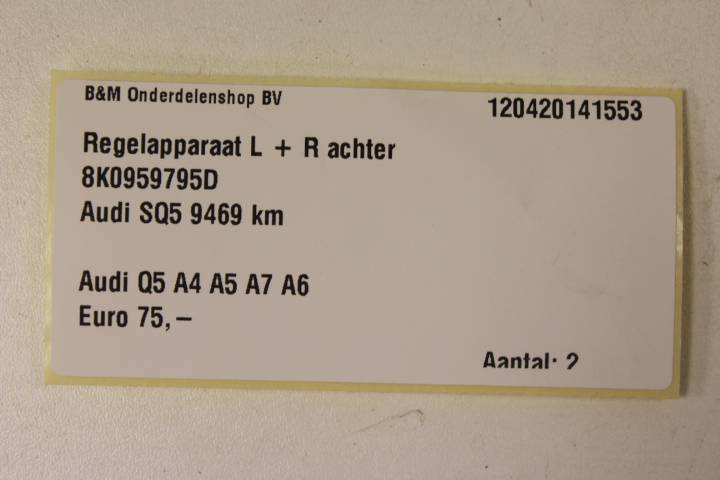 B&M Onderdelenshop BV
120420141553
Regelapparaat L + R achter
8K0959795D
Audi SQ5 9469 km
Audi Q5 A4 A5 A7 A6
Euro 75,–
Aantal: 2